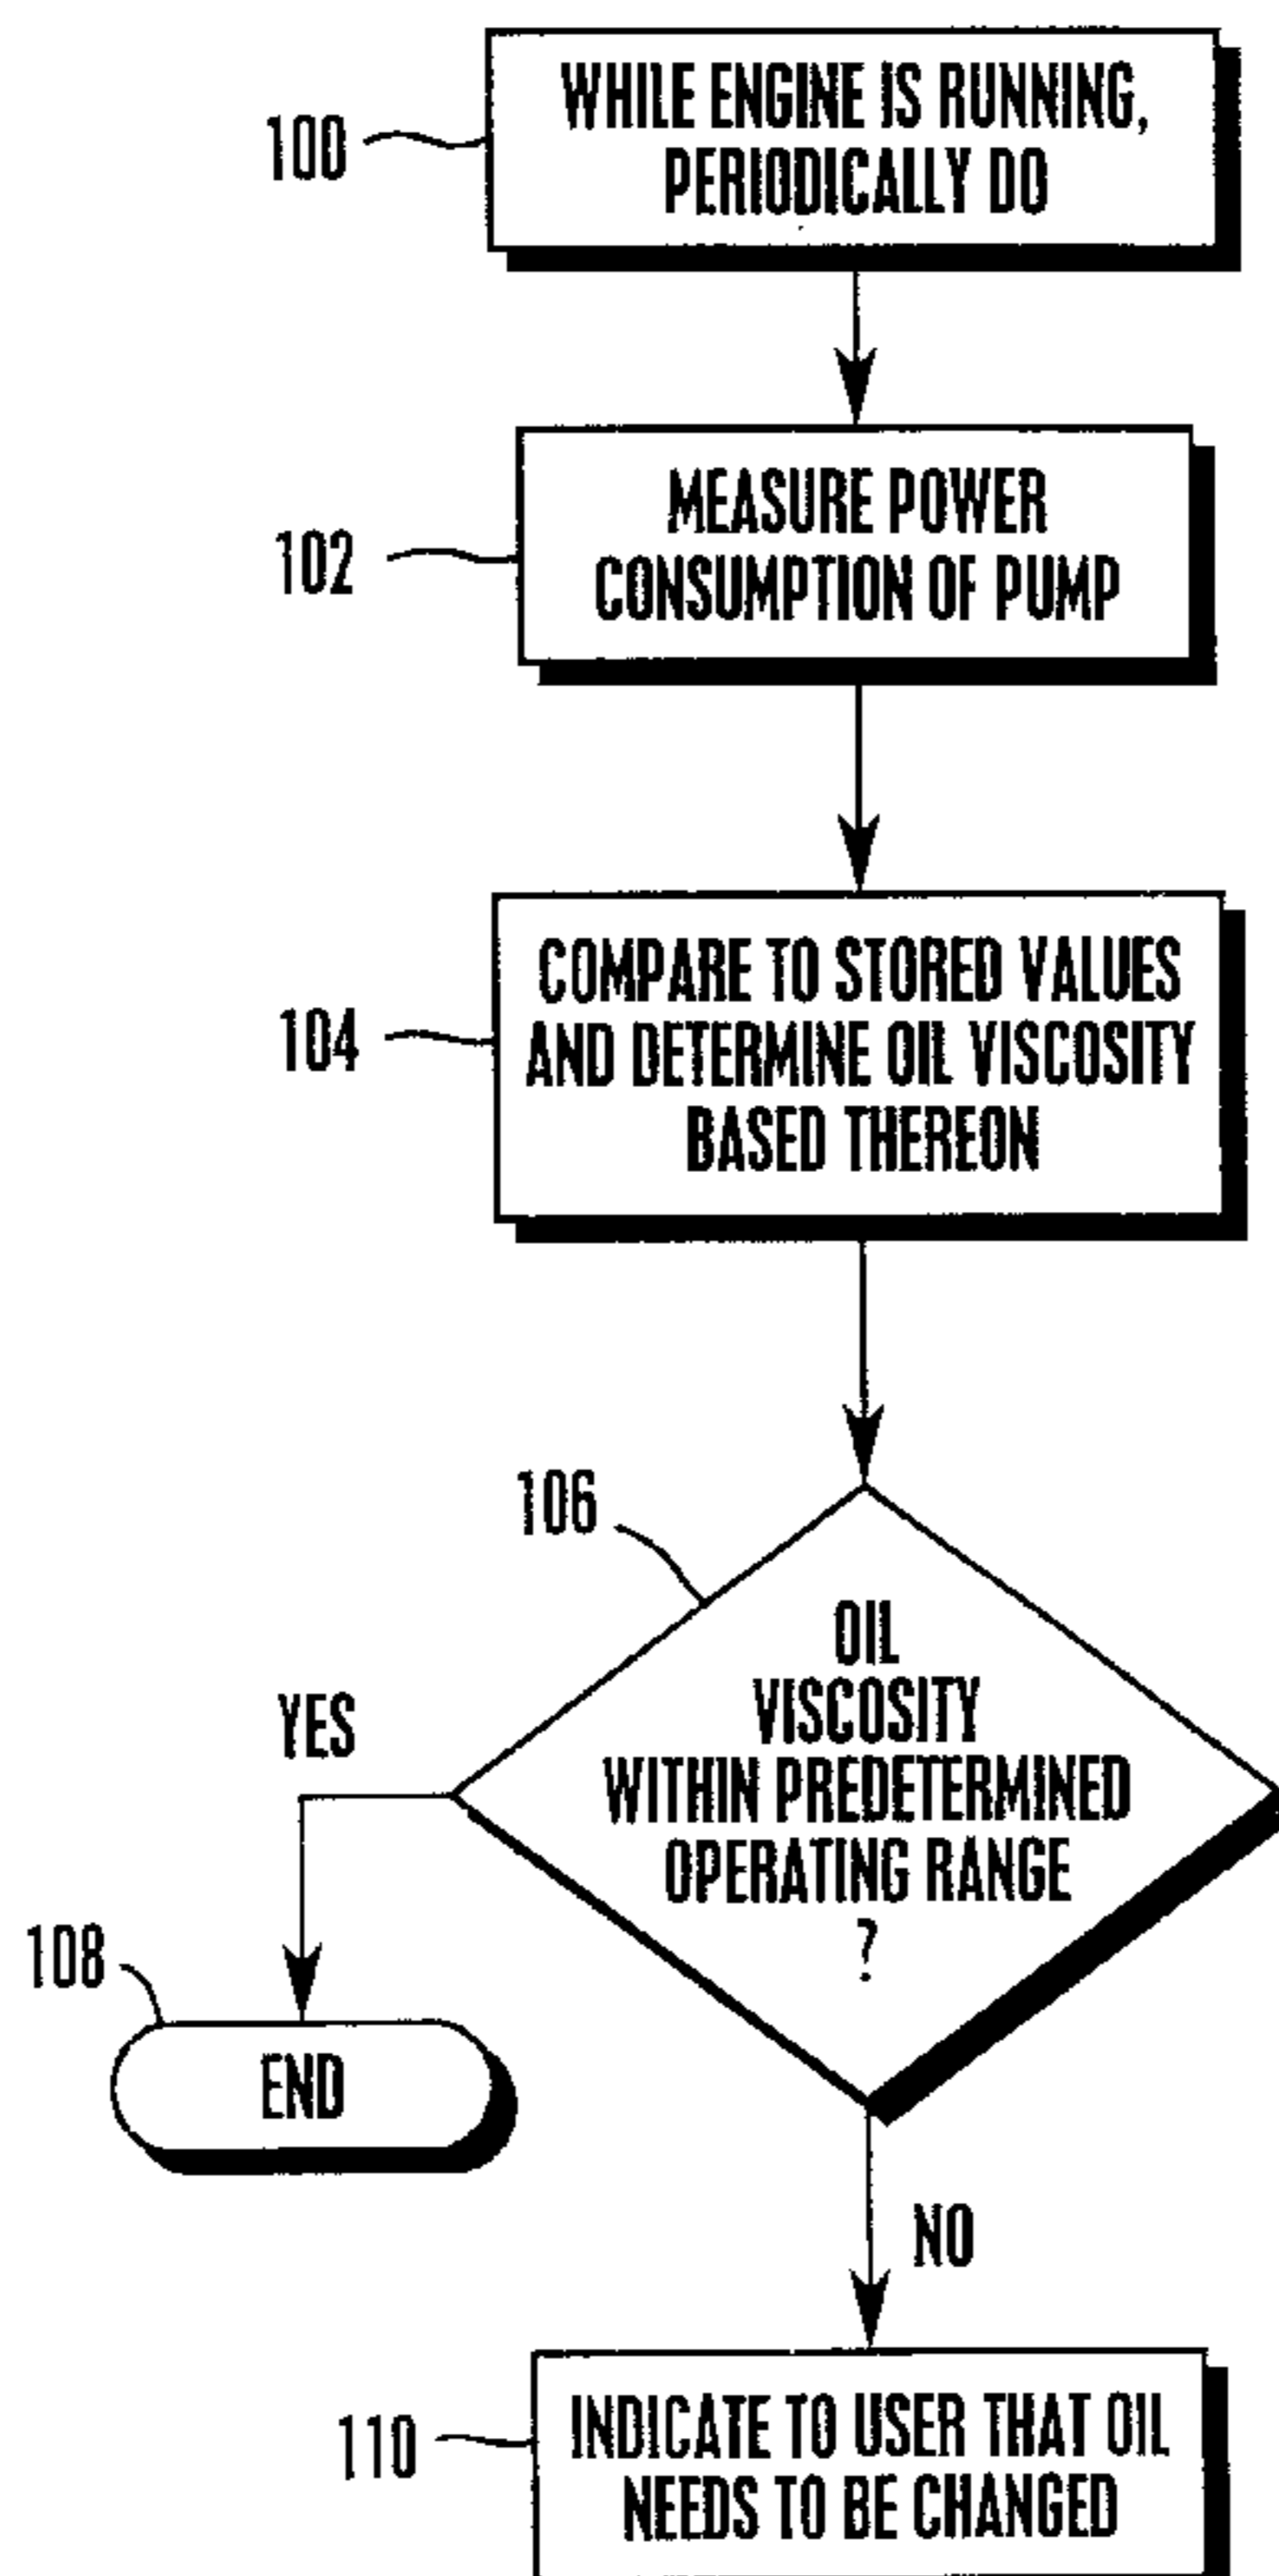 100
WHILE ENGINE IS RUNNING,
PERIODICALLY DO
102
MEASURE POWER
CONSUMPTION OF PUMP
104
COMPARE TO STORED VALUES
AND DETERMINE OIL VISCOSITY
BASED THEREON
106
OIL
VISCOSITY
WITHIN PREDETERMINED
OPERATING RANGE
?
YES
108
END
NO
110
INDICATE TO USER THAT OIL
NEEDS TO BE CHANGED